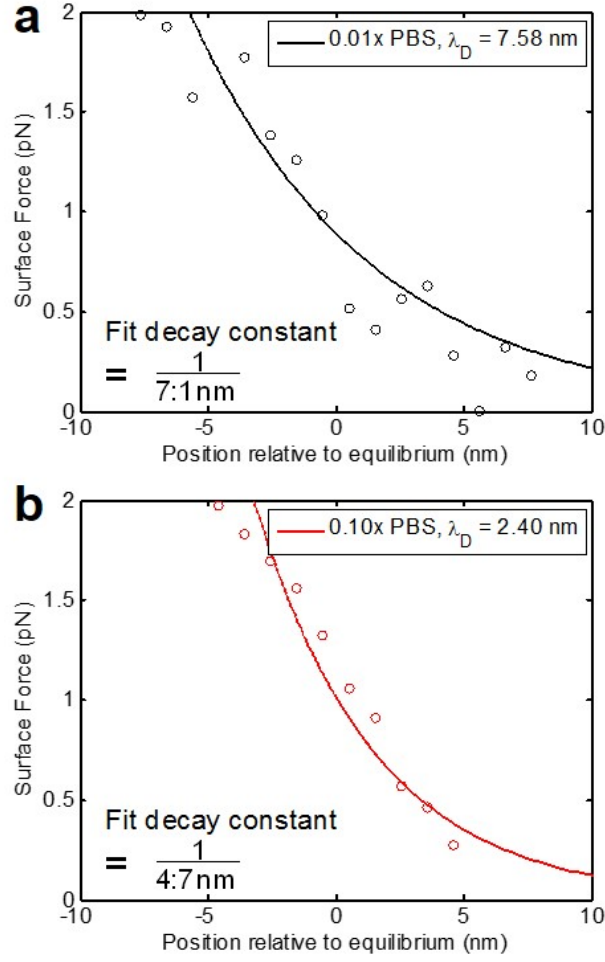 a
2
1.5
1
0.5
0
Surface Force (pN)
0.01x PBS, λ_D = 7.58 nm
Fit decay constant
= 1
7:1nm
-10 -5 0 5 10
Position relative to equilibrium (nm)
b
2
1.5
1
0.5
0
Surface Force (pN)
0.10x PBS, λ_D = 2.40 nm
Fit decay constant
= 1
4:7nm
-10 -5 0 5 10
Position relative to equilibrium (nm)